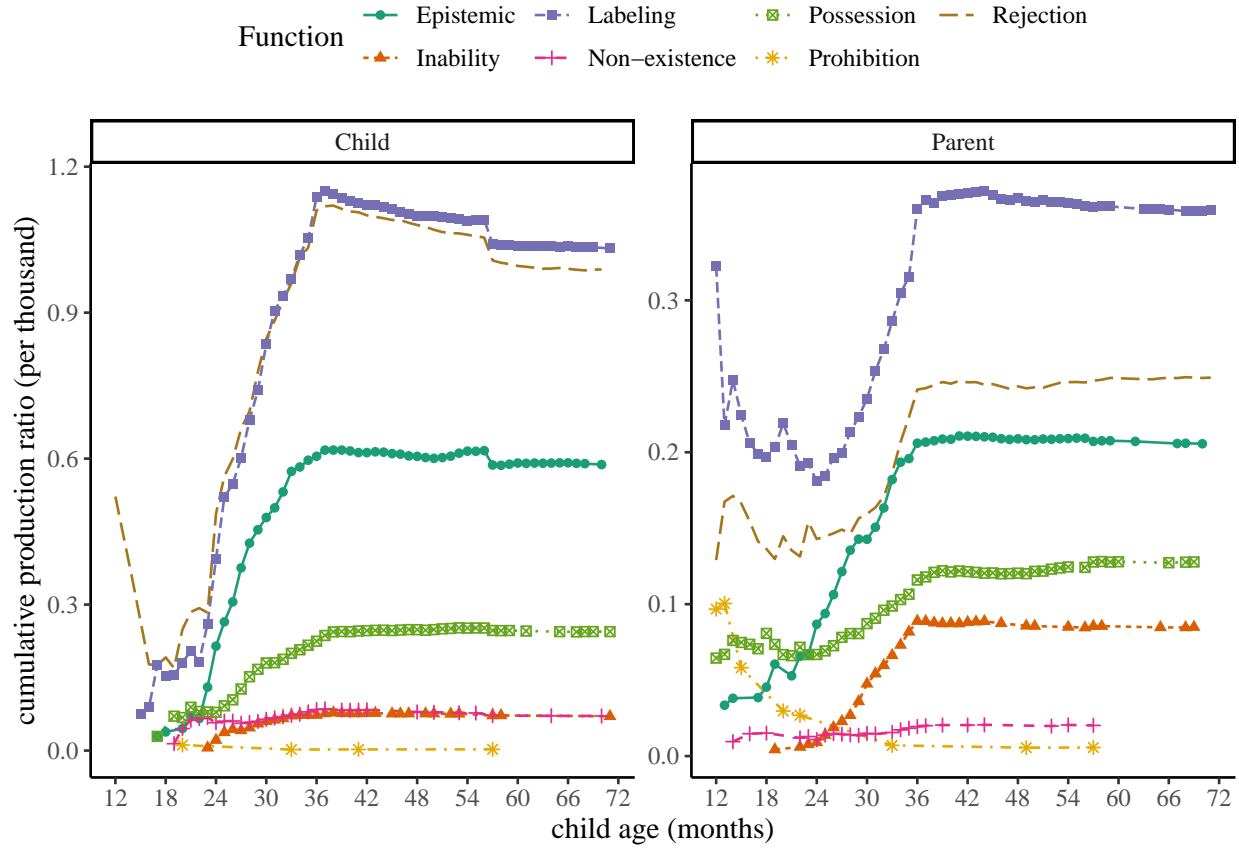 Function
Epistemic Labeling Possession Rejection
Inability Non−existence Prohibition
Child Parent
cumulative production ratio (per thousand)
1.2
0.9
0.6
0.3
0.0
0.3
0.2
0.1
0.0
12 18 24 30 36 42 48 54 60 66 72
12 18 24 30 36 42 48 54 60 66 72
child age (months)